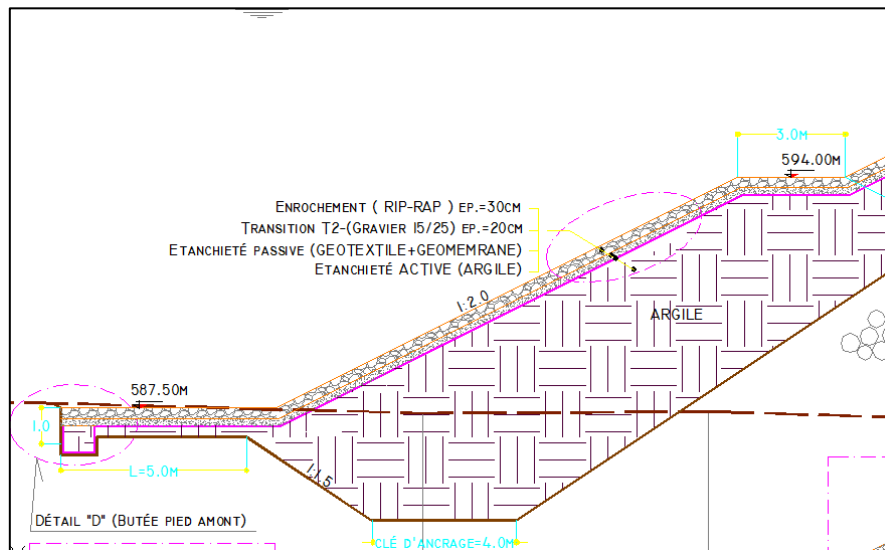 3.0M
594.00M
ENROCHEMENT ( RIP-RAP ) EP.=30CM
TRANSITION T2-(GRAVIER 15/25) EP.=20CM
ETANCHIETÉ PASSIVE (GEOTEXTILE+GEOMEMRANE)
ETANCHIETÉ ACTIVE (ARGILE)
1:2.0
ARGILE
587.50M
1.0
L=5.0M
1:1.5
DÉTAIL "D" (BUTÉE PIED AMONT)
CLÉ D'ANCRAGE=4.0M